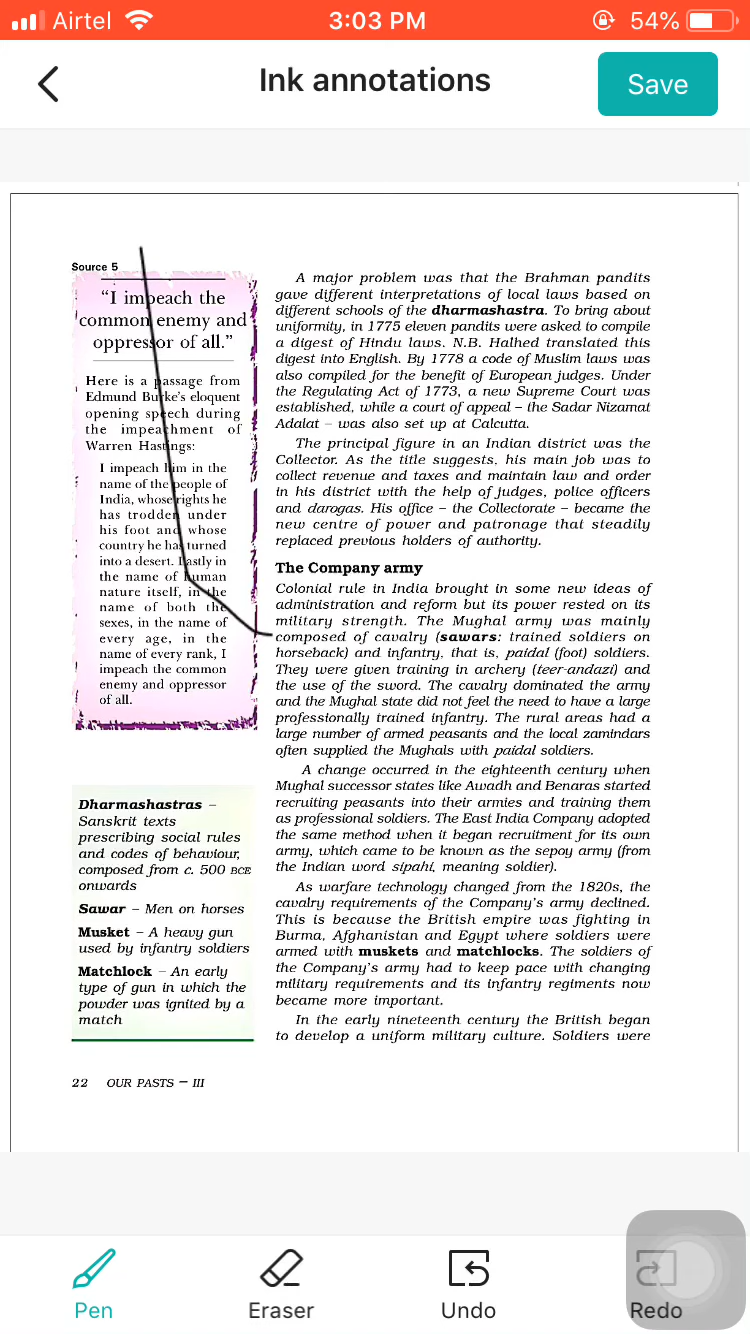 Airtel
3:03 PM
54%
Ink annotations
Save
Source 5
“I impeach the
common enemy and
oppressor of all.”
Here is a passage from
Edmund Burke’s eloquent
opening speech during
the impeachment of
Warren Hastings:
I impeach him in the
name of the people of
India, whose rights he
has trodden under
his foot and whose
country he has turned
into a desert. Lastly in
the name of human
nature itself, in the
name of both the
sexes, in the name of
every age, in the
name of every rank, I
impeach the common
enemy and oppressor
of all.
Dharmashastras –
Sanskrit texts
prescribing social rules
and codes of behaviour,
composed from c. 500 BCE
onwards
Sawar – Men on horses
Musket – A heavy gun
used by infantry soldiers
Matchlock – An early
type of gun in which the
powder was ignited by a
match
A major problem was that the Brahman pandits
gave different interpretations of local laws based on
different schools of the dharmashastra. To bring about
uniformity, in 1775 eleven pandits were asked to compile
a digest of Hindu laws. N.B. Halhed translated this
digest into English. By 1778 a code of Muslim laws was
also compiled for the benefit of European judges. Under
the Regulating Act of 1773, a new Supreme Court was
established, while a court of appeal – the Sadar Nizamat
Adalat – was also set up at Calcutta.
The principal figure in an Indian district was the
Collector. As the title suggests, his main job was to
collect revenue and taxes and maintain law and order
in his district with the help of judges, police officers
and darogas. His office – the Collectorate – became the
new centre of power and patronage that steadily
replaced previous holders of authority.
The Company army
Colonial rule in India brought in some new ideas of
administration and reform but its power rested on its
military strength. The Mughal army was mainly
composed of cavalry (sawars: trained soldiers on
horseback) and infantry, that is, paidal (foot) soldiers.
They were given training in archery (teer-andazi) and
the use of the sword. The cavalry dominated the army
and the Mughal state did not feel the need to have a large
professionally trained infantry. The rural areas had a
large number of armed peasants and the local zamindars
often supplied the Mughals with paidal soldiers.
A change occurred in the eighteenth century when
Mughal successor states like Awadh and Benaras started
recruiting peasants into their armies and training them
as professional soldiers. The East India Company adopted
the same method when it began recruitment for its own
army, which came to be known as the sepoy army (from
the Indian word sipahi, meaning soldier).
As warfare technology changed from the 1820s, the
cavalry requirements of the Company’s army declined.
This is because the British empire was fighting in
Burma, Afghanistan and Egypt where soldiers were
armed with muskets and matchlocks. The soldiers of
the Company’s army had to keep pace with changing
military requirements and its infantry regiments now
became more important.
In the early nineteenth century the British began
to develop a uniform military culture. Soldiers were
22 OUR PASTS – III
Pen
Eraser
Undo
Redo